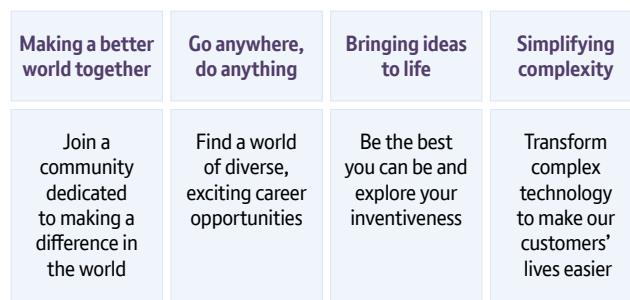 Making a better
world together
Go anywhere,
do anything
Bringing ideas
to life
Simplifying
complexity
Join a
community
dedicated
to making a
difference in
the world
Find a world
of diverse,
exciting career
opportunities
Be the best
you can be and
explore your
inventiveness
Transform
complex
technology
to make our
customers’
lives easier